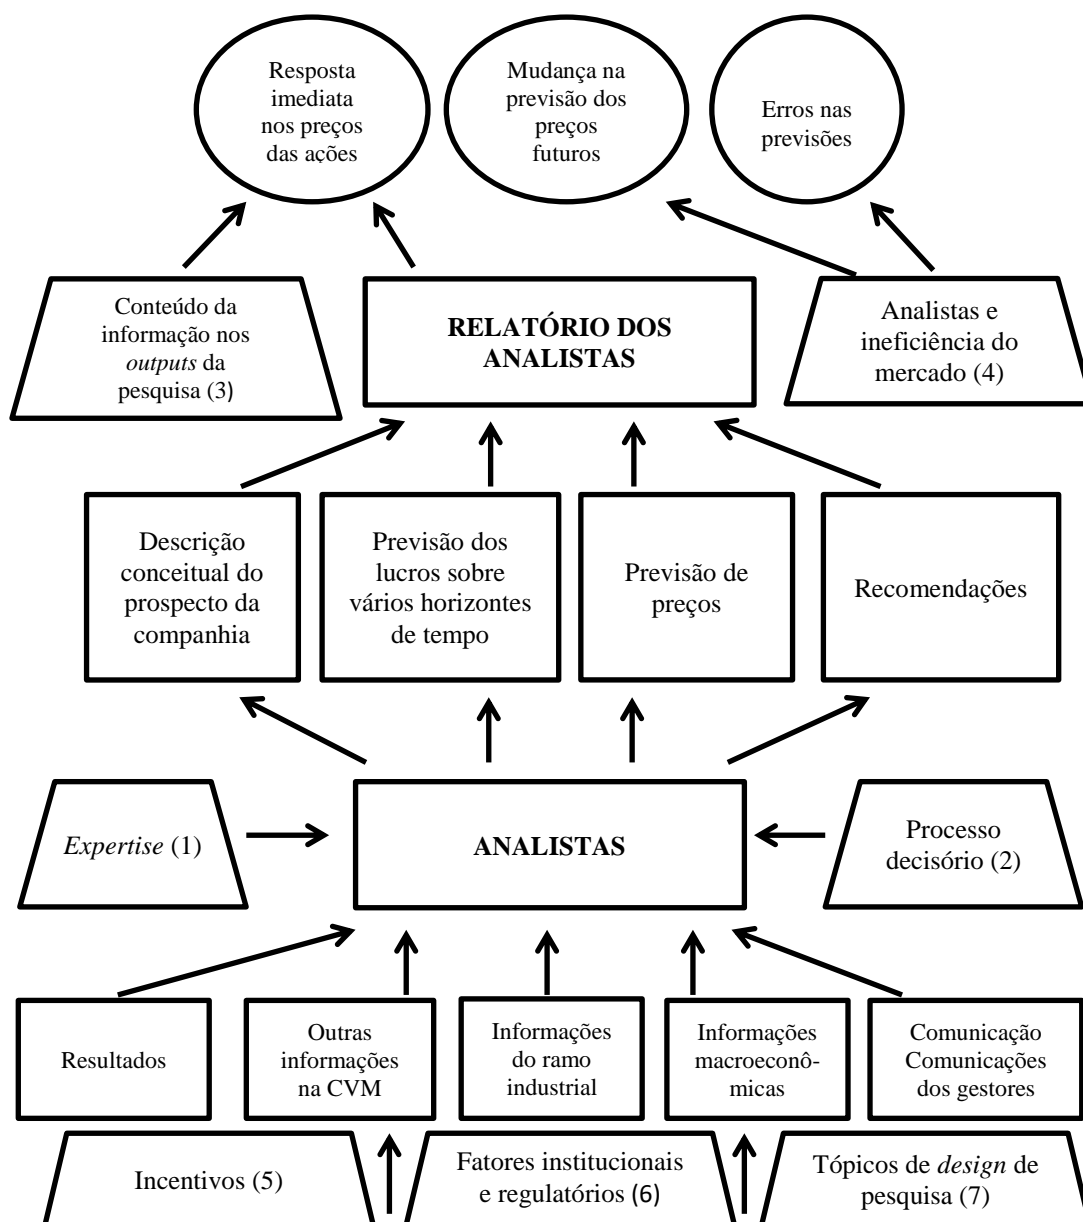 Resposta
imediata
nos preços
das ações
Mudança na
previsão dos
preços
futuros
Erros nas
previsões
Conteúdo da
informação nos
outputs da
pesquisa (3)
RELATÓRIO DOS
ANALISTAS
Analistas e
ineficiência do
mercado (4)
Descrição
conceitual do
prospecto da
companhia
Previsão dos
lucros sobre
vários horizontes
de tempo
Previsão de
preços
Recomendações
Expertise (1)
ANALISTAS
Processo
decisório (2)
Resultados
Outras
informações
na CVM
Informações
do ramo
industrial
Informações
macroeconô-
micas
Comunicação
Comunicações
dos gestores
Incentivos (5)
Fatores institucionais
e regulatórios (6)
Tópicos de design de
pesquisa (7)